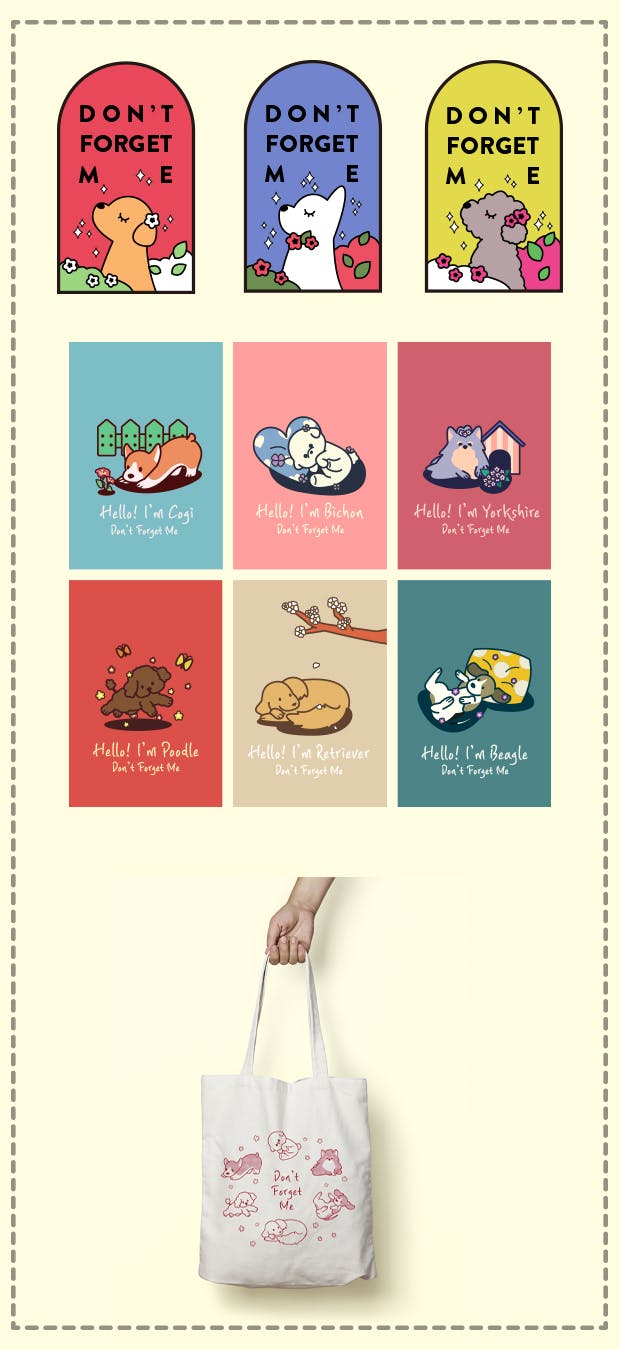 DON'T
FORGET
M E
DON'T
FORGET
M E
DON'T
FORGET
M E
Hello! I'm Cogi
Don't Forget Me
Hello! I'm Bichon
Don't Forget Me
Hello! I'm Yorkshire
Don't Forget Me
Hello! I'm Poodle
Don't Forget Me
Hello! I'm Retriever
Don't Forget Me
Hello! I'm Beagle
Don't Forget Me
Don't
Forget
Me